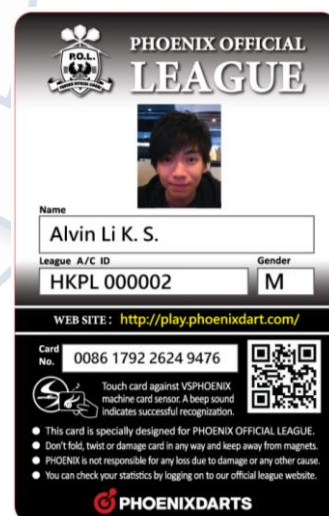 P.O.L.
PHOENIX OFFICIAL LEAGUE
PHOENIX OFFICIAL
LEAGUE
Name
Alvin Li K. S.
League A/C ID
Gender
HKPL 000002
M
WEB SITE : http://play.phoenixdart.com/
Card
No.
0086 1792 2624 9476
Touch card against VSPHOENIX
machine card sensor. A beep sound
indicates successful recognization.
● This card is specially designed for PHOENIX OFFICIAL LEAGUE.
● Don't fold, twist or damage card in any way and keep away from magnets.
● PHOENIX is not responsible for any loss due to damage or any other cause.
● You can check your statistics by logging on to our official league website.
PHOENIXDARTS